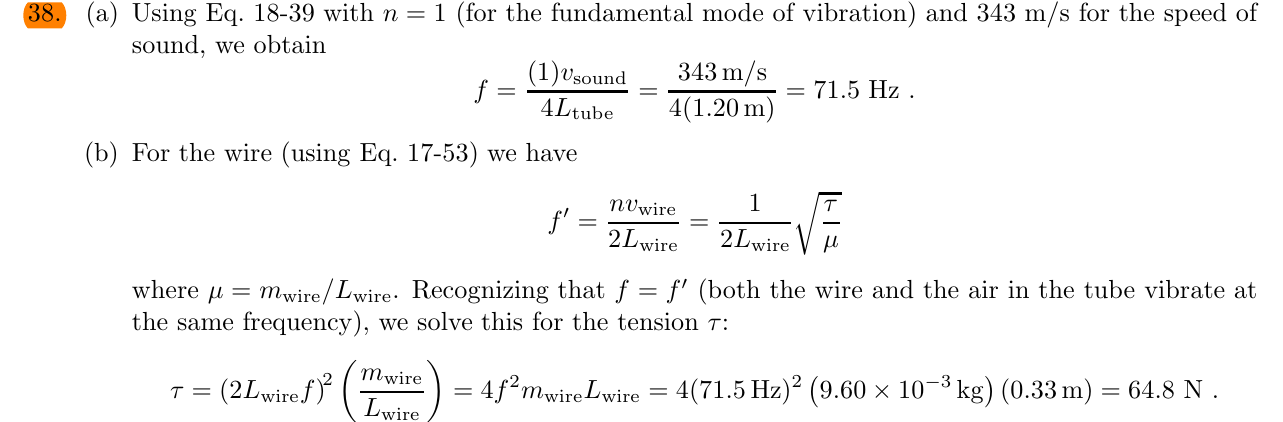 38. (a) Using Eq. 18-39 with n = 1 (for the fundamental mode of vibration) and 343 m/s for the speed of
sound, we obtain
f = (1)v_sound / 4L_tube = 343 m/s / 4(1.20 m) = 71.5 Hz .
(b) For the wire (using Eq. 17-53) we have
f′ = nv_wire / 2L_wire = 1 / 2L_wire √(τ/μ)
where μ = m_wire/L_wire. Recognizing that f = f′ (both the wire and the air in the tube vibrate at
the same frequency), we solve this for the tension τ:
τ = (2L_wire f)² (m_wire / L_wire) = 4f² m_wire L_wire = 4(71.5 Hz)² (9.60 × 10⁻³ kg) (0.33 m) = 64.8 N .